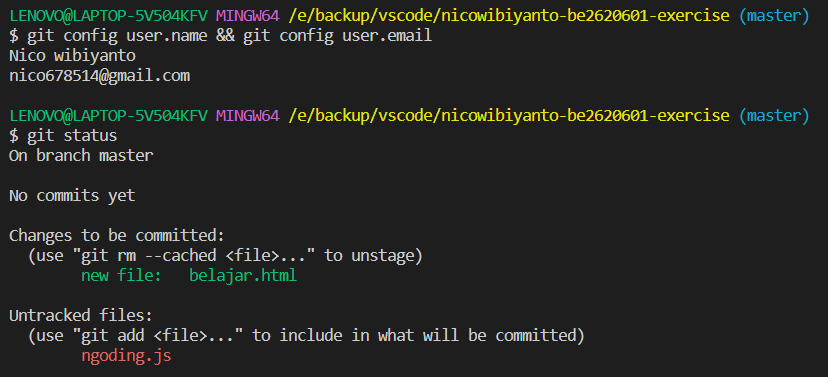 LENOVO@LAPTOP-5V504KFV MINGW64 /e/backup/vscode/nicowibiyanto-be2620601-exercise (master)
$ git config user.name && git config user.email
Nico wibiyanto
nico678514@gmail.com

LENOVO@LAPTOP-5V504KFV MINGW64 /e/backup/vscode/nicowibiyanto-be2620601-exercise (master)
$ git status
On branch master

No commits yet

Changes to be committed:
  (use "git rm --cached <file>..." to unstage)
        new file:   belajar.html

Untracked files:
  (use "git add <file>..." to include in what will be committed)
        ngoding.js